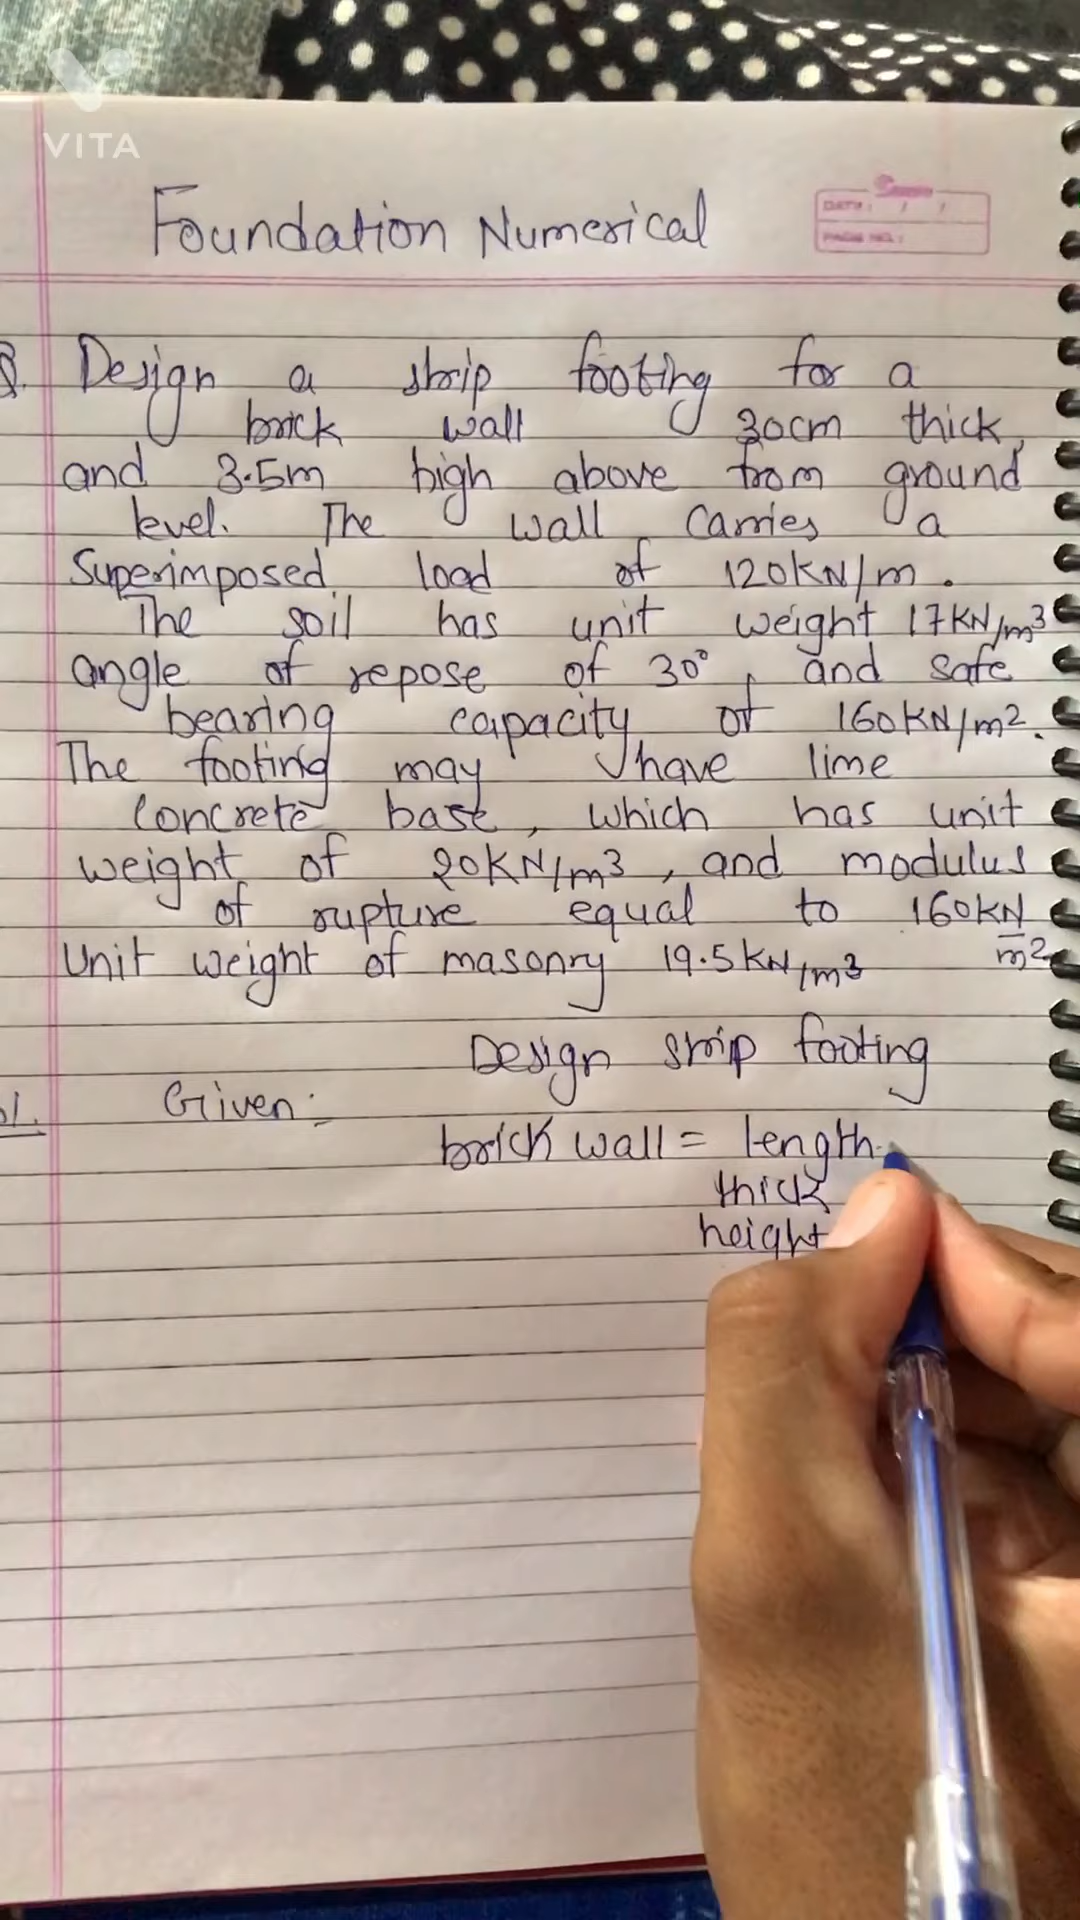 VITA
Foundation Numerical
DATE: / /
PAGE NO.:
Q. Design a strip footing for a
brick wall 30cm thick,
and 3.5m high above from ground
level. The wall carries a
Superimposed load of 120KN/m.
The soil has unit weight 17KN/m3
angle of repose of 30°, and safe
bearing capacity of 160KN/m2.
The footing may have lime
concrete base, which has unit
weight of 20KN/m3, and modulus
of rupture equal to 160KN/m2
Unit weight of masonry 19.5KN/m3
Design strip footing
Given:
brick wall = length
thick
height